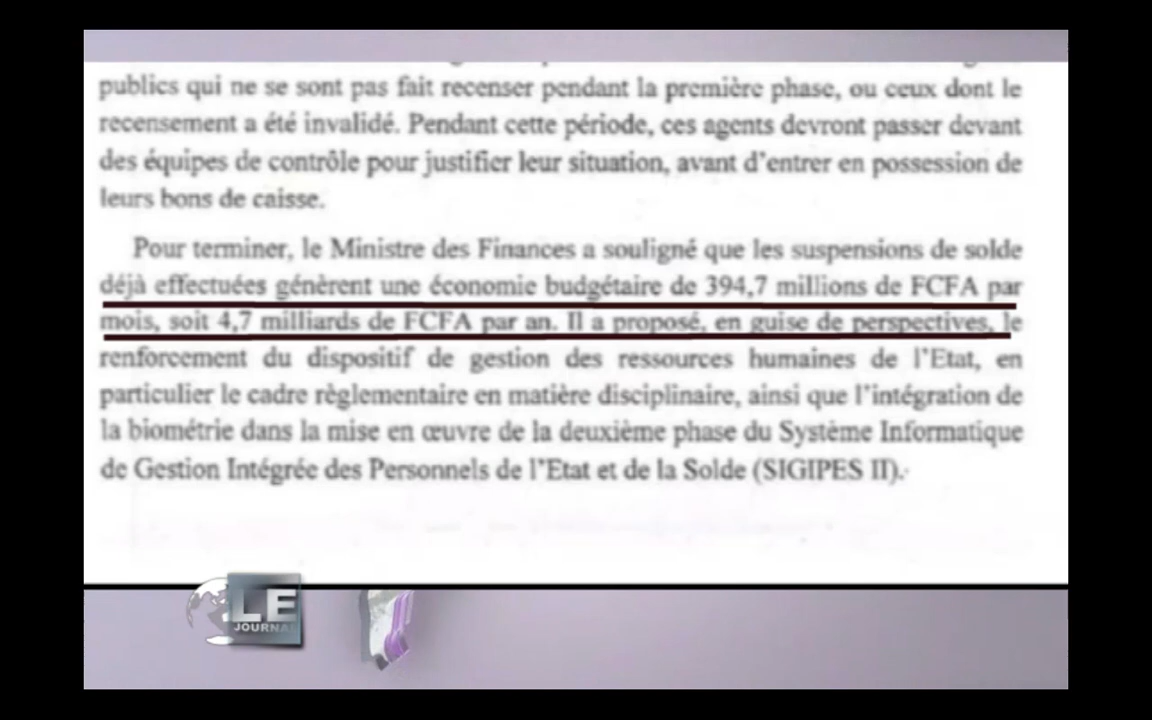 publics qui ne se sont pas fait recenser pendant la première phase, ou ceux dont le
recensement a été invalidé. Pendant cette période, ces agents devront passer devant
des équipes de contrôle pour justifier leur situation, avant d'entrer en possession de
leurs bons de caisse.
Pour terminer, le Ministre des Finances a souligné que les suspensions de solde
déjà effectuées génèrent une économie budgétaire de 394,7 millions de FCFA par
mois, soit 4,7 milliards de FCFA par an. Il a proposé, en guise de perspectives, le
renforcement du dispositif de gestion des ressources humaines de l'Etat, en
particulier le cadre règlementaire en matière disciplinaire, ainsi que l'intégration de
la biométrie dans la mise en œuvre de la deuxième phase du Système Informatique
de Gestion Intégrée des Personnels de l'Etat et de la Solde (SIGIPES II).
LE
JOURNAL